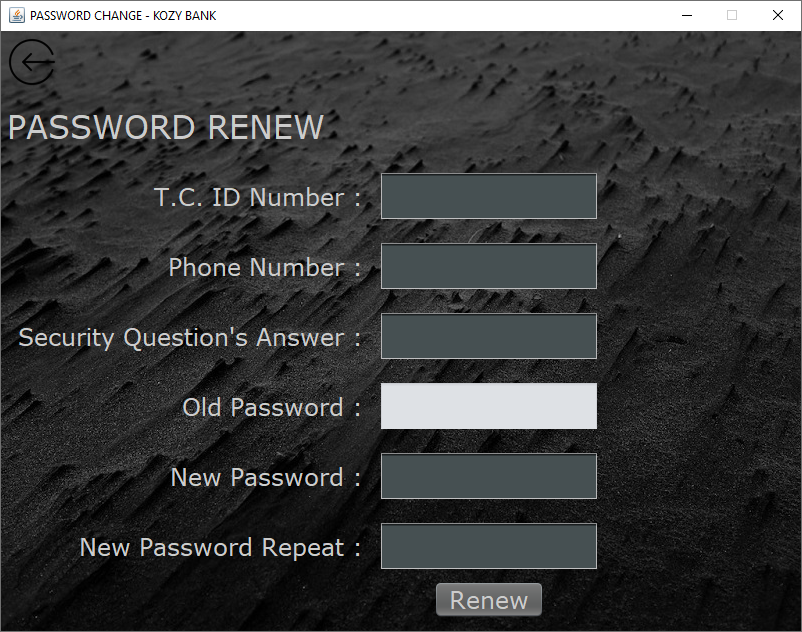 PASSWORD CHANGE - KOZY BANK
PASSWORD RENEW
T.C. ID Number :
Phone Number :
Security Question's Answer :
Old Password :
New Password :
New Password Repeat :
Renew